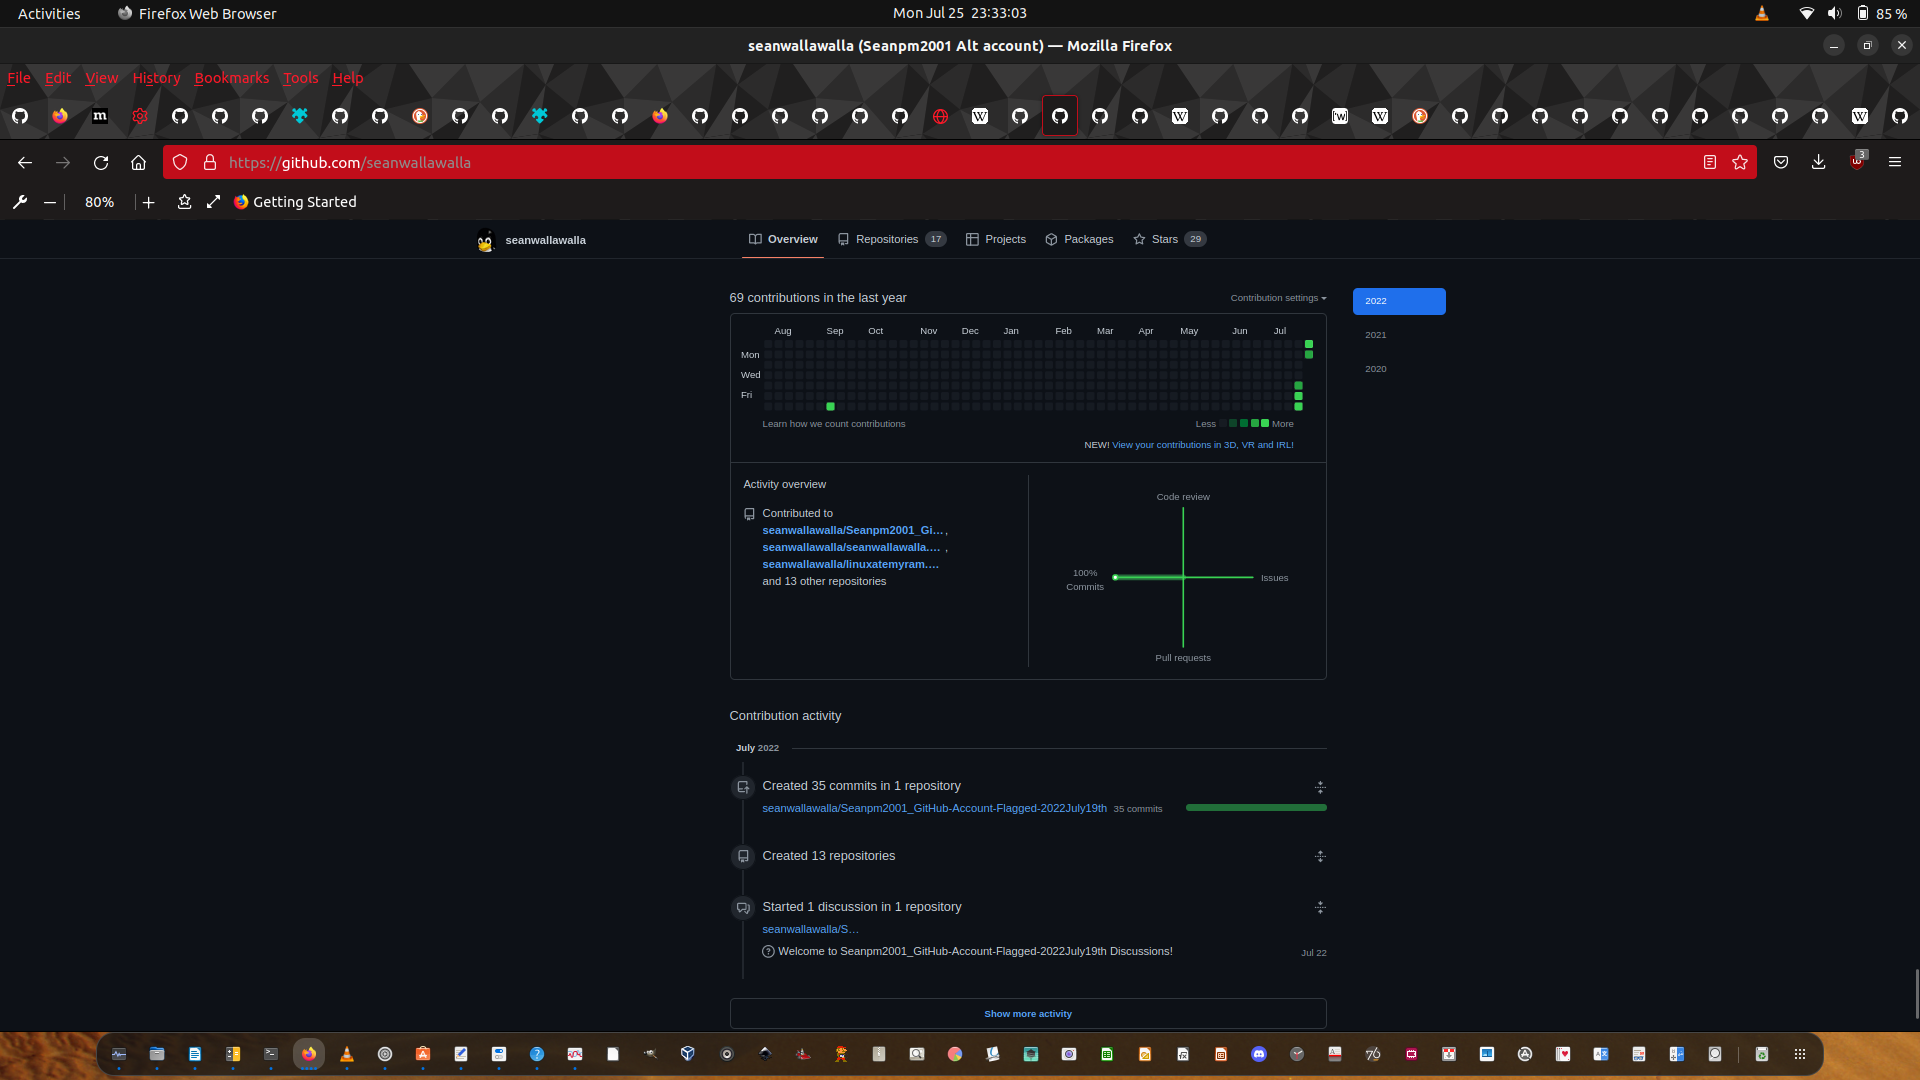 Activities
Firefox Web Browser
Mon Jul 25 23:33:03
85 %
seanwallawalla (Seanpm2001 Alt account) — Mozilla Firefox
File Edit View History Bookmarks Tools Help
https://github.com/seanwallawalla
3
80%
Getting Started
seanwallawalla
Overview
Repositories 17
Projects
Packages
Stars 29
69 contributions in the last year
Contribution settings
2022
2021
2020
Aug Sep Oct Nov Dec Jan Feb Mar Apr May Jun Jul
Mon
Wed
Fri
Learn how we count contributions
Less More
NEW! View your contributions in 3D, VR and IRL!
Activity overview
Contributed to
seanwallawalla/Seanpm2001_Gi… ,
seanwallawalla/seanwallawalla.… ,
seanwallawalla/linuxatemyram.…
and 13 other repositories
Code review
100%
Commits
Issues
Pull requests
Contribution activity
July 2022
Created 35 commits in 1 repository
seanwallawalla/Seanpm2001_GitHub-Account-Flagged-2022July19th 35 commits
Created 13 repositories
Started 1 discussion in 1 repository
seanwallawalla/S…
Welcome to Seanpm2001_GitHub-Account-Flagged-2022July19th Discussions!
Jul 22
Show more activity